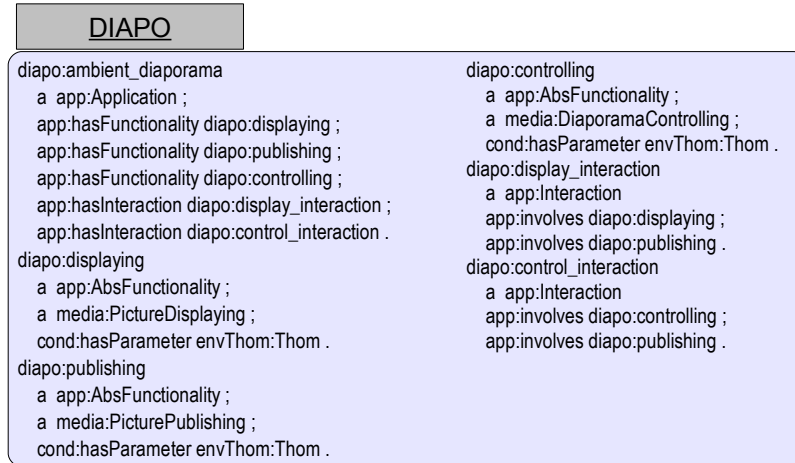 DIAPO
diapo:ambient_diaporama
a app:Application ;
app:hasFunctionality diapo:displaying ;
app:hasFunctionality diapo:publishing ;
app:hasFunctionality diapo:controlling ;
app:hasInteraction diapo:display_interaction ;
app:hasInteraction diapo:control_interaction .
diapo:displaying
a app:AbsFunctionality ;
a media:PictureDisplaying ;
cond:hasParameter envThom:Thom .
diapo:publishing
a app:AbsFunctionality ;
a media:PicturePublishing ;
cond:hasParameter envThom:Thom .
diapo:controlling
a app:AbsFunctionality ;
a media:DiaporamaControlling ;
cond:hasParameter envThom:Thom .
diapo:display_interaction
a app:Interaction
app:involves diapo:displaying ;
app:involves diapo:publishing .
diapo:control_interaction
a app:Interaction
app:involves diapo:controlling ;
app:involves diapo:publishing .